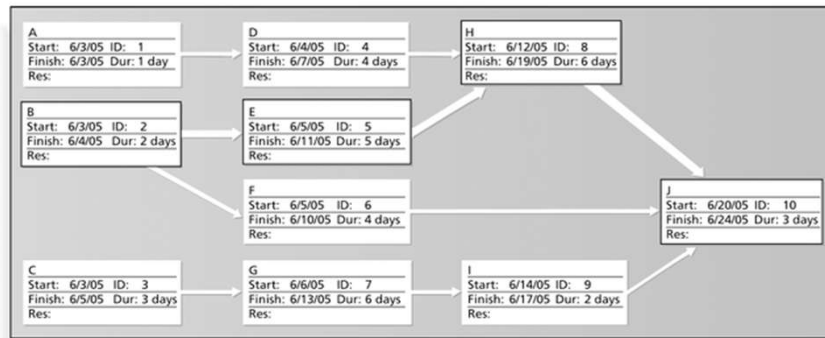 A
Start: 6/3/05 ID: 1
Finish: 6/3/05 Dur: 1 day
Res:
D
Start: 6/4/05 ID: 4
Finish: 6/7/05 Dur: 4 days
Res:
H
Start: 6/12/05 ID: 8
Finish: 6/19/05 Dur: 6 days
Res:
B
Start: 6/3/05 ID: 2
Finish: 6/4/05 Dur: 2 days
Res:
E
Start: 6/5/05 ID: 5
Finish: 6/11/05 Dur: 5 days
Res:
F
Start: 6/5/05 ID: 6
Finish: 6/10/05 Dur: 4 days
Res:
J
Start: 6/20/05 ID: 10
Finish: 6/24/05 Dur: 3 days
Res:
C
Start: 6/3/05 ID: 3
Finish: 6/5/05 Dur: 3 days
Res:
G
Start: 6/6/05 ID: 7
Finish: 6/13/05 Dur: 6 days
Res:
I
Start: 6/14/05 ID: 9
Finish: 6/17/05 Dur: 2 days
Res: